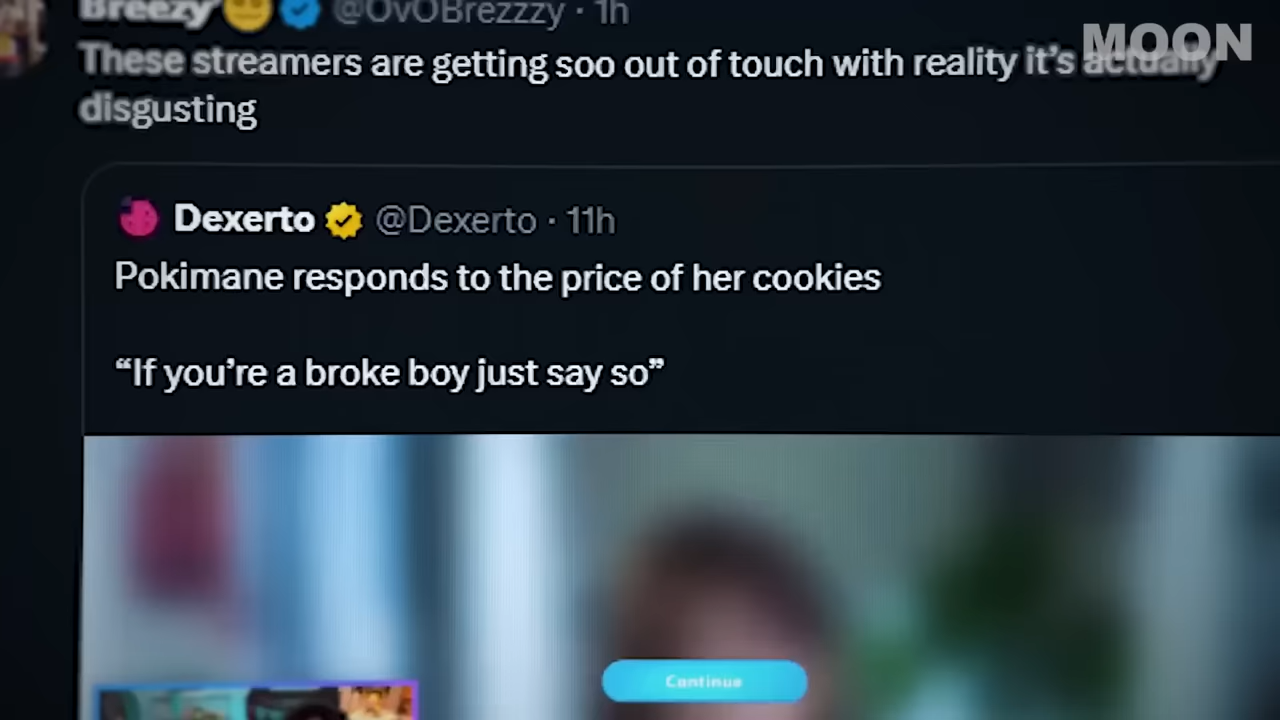 Breezy @OvOBrezzzy · 1h
MOON
These streamers are getting soo out of touch with reality it's actually
disgusting
Dexerto @Dexerto · 11h
Pokimane responds to the price of her cookies
“If you're a broke boy just say so”
Continue